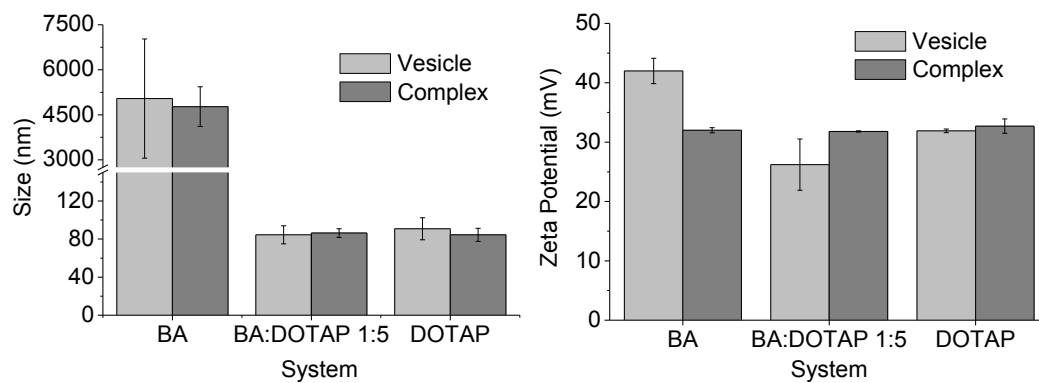 7500
6000
4500
3000
120
80
40
0
Size (nm)
Vesicle
Complex
BA
BA:DOTAP 1:5
DOTAP
System
50
40
30
20
10
0
Zeta Potential (mV)
Vesicle
Complex
BA
BA:DOTAP 1:5
DOTAP
System